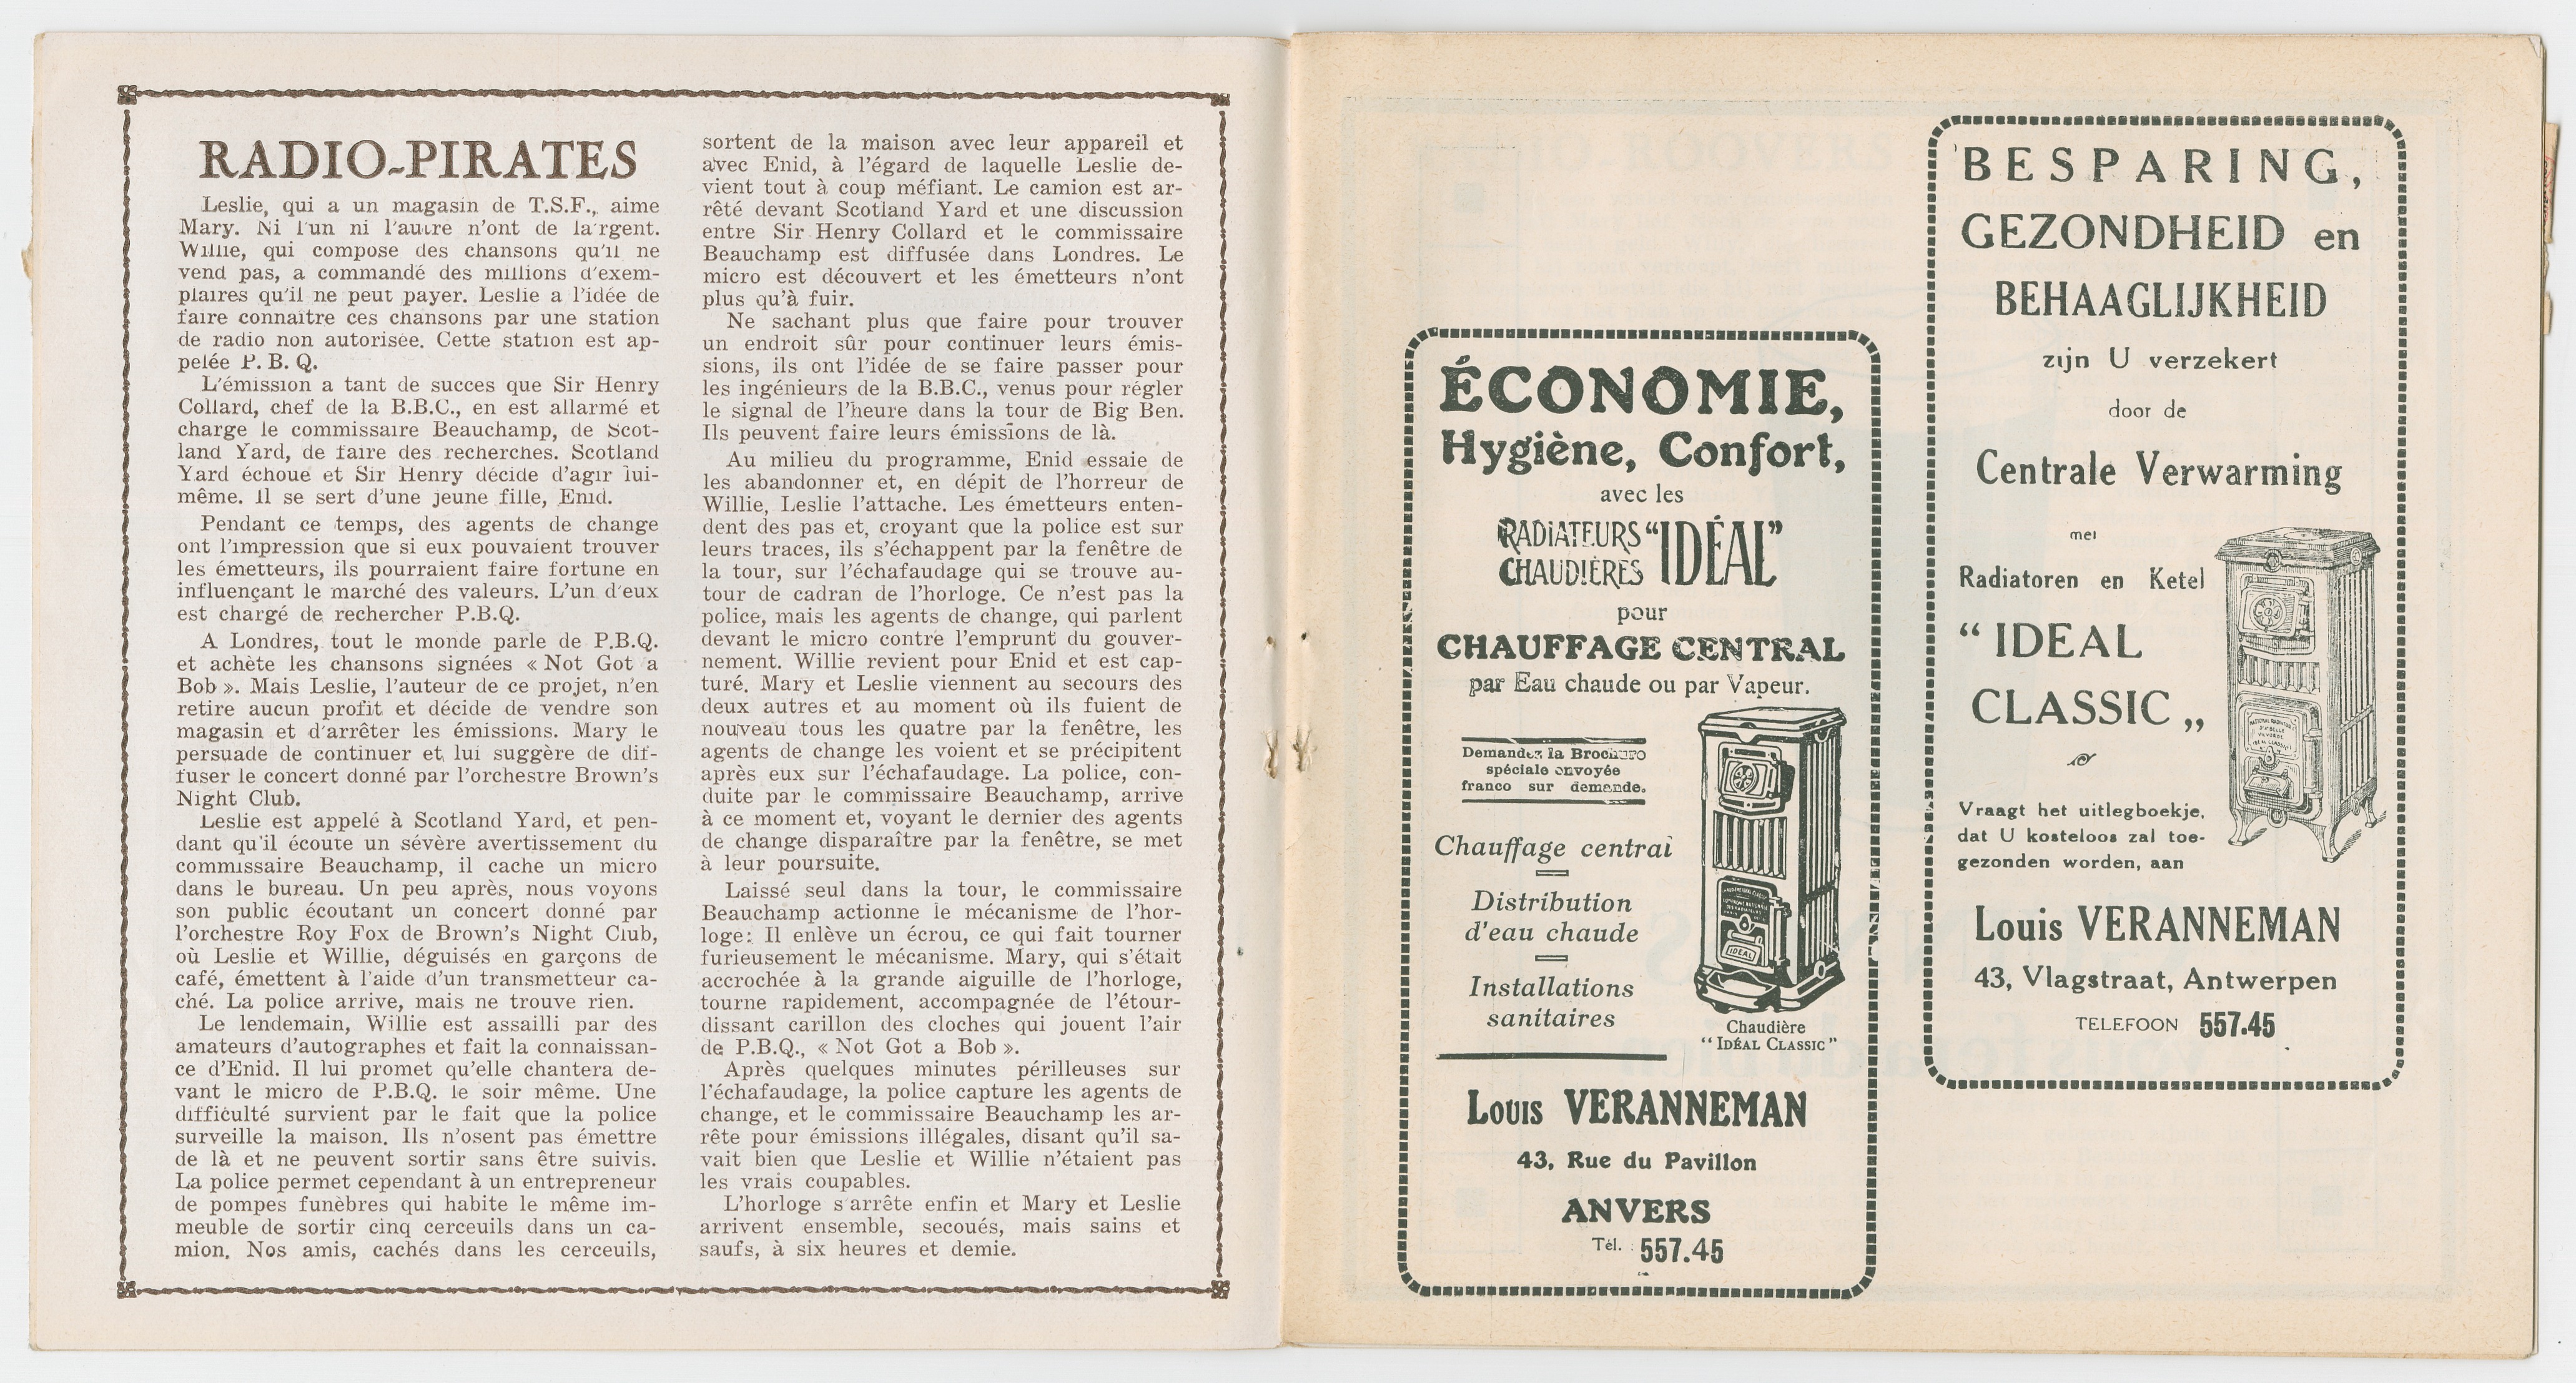 RADIO-PIRATES
Leslie, qui a un magasin de T.S.F., aime
Mary. Ni l'un ni l'autre n'ont de la'rgent.
Willie, qui compose des chansons qu'il ne
vend pas, a commandé des millions d'exem-
plaires qu'il ne peut payer. Leslie a l'idée de
faire connaitre ces chansons par une station
de radio non autorisée. Cette station est ap-
pelée P. B. Q.
L'émission a tant de succes que Sir Henry
Collard, chef de la B.B.C., en est allarmé et
charge le commissaire Beauchamp, de Scot-
land Yard, de faire des recherches. Scotland
Yard échoue et Sir Henry décide d'agir lui-
même. Il se sert d'une jeune fille, Enid.
Pendant ce temps, des agents de change
ont l'impression que si eux pouvaient trouver
les émetteurs, ils pourraient faire fortune en
influençant le marché des valeurs. L'un d'eux
est chargé de rechercher P.B.Q.
A Londres, tout le monde parle de P.B.Q.
et achète les chansons signées « Not Got a
Bob ». Mais Leslie, l'auteur de ce projet, n'en
retire aucun profit et décide de vendre son
magasin et d'arrêter les émissions. Mary le
persuade de continuer et lui suggère de dif-
fuser le concert donné par l'orchestre Brown's
Night Club.
Leslie est appelé à Scotland Yard, et pen-
dant qu'il écoute un sévère avertissement du
commissaire Beauchamp, il cache un micro
dans le bureau. Un peu après, nous voyons
son public écoutant un concert donné par
l'orchestre Roy Fox de Brown's Night Club,
où Leslie et Willie, déguisés en garçons de
café, émettent à l'aide d'un transmetteur ca-
ché. La police arrive, mais ne trouve rien.
Le lendemain, Willie est assailli par des
amateurs d'autographes et fait la connaissan-
ce d'Enid. Il lui promet qu'elle chantera de-
vant le micro de P.B.Q. le soir même. Une
difficulté survient par le fait que la police
surveille la maison. Ils n'osent pas émettre
de là et ne peuvent sortir sans être suivis.
La police permet cependant à un entrepreneur
de pompes funèbres qui habite le même im-
meuble de sortir cinq cerceuils dans un ca-
mion. Nos amis, cachés dans les cerceuils,
sortent de la maison avec leur appareil et
avec Enid, à l'égard de laquelle Leslie de-
vient tout à coup méfiant. Le camion est ar-
rêté devant Scotland Yard et une discussion
entre Sir Henry Collard et le commissaire
Beauchamp est diffusée dans Londres. Le
micro est découvert et les émetteurs n'ont
plus qu'à fuir.
Ne sachant plus que faire pour trouver
un endroit sûr pour continuer leurs émis-
sions, ils ont l'idée de se faire passer pour
les ingénieurs de la B.B.C., venus pour régler
le signal de l'heure dans la tour de Big Ben.
Ils peuvent faire leurs émissions de là.
Au milieu du programme, Enid essaie de
les abandonner et, en dépit de l'horreur de
Willie, Leslie l'attache. Les émetteurs enten-
dent des pas et, croyant que la police est sur
leurs traces, ils s'échappent par la fenêtre de
la tour, sur l'échafaudage qui se trouve au-
tour de cadran de l'horloge. Ce n'est pas la
police, mais les agents de change, qui parlent
devant le micro contre l'emprunt du gouver-
nement. Willie revient pour Enid et est cap-
turé. Mary et Leslie viennent au secours des
deux autres et au moment où ils fuient de
nouveau tous les quatre par la fenêtre, les
agents de change les voient et se précipitent
après eux sur l'échafaudage. La police, con-
duite par le commissaire Beauchamp, arrive
à ce moment et, voyant le dernier des agents
de change disparaître par la fenêtre, se met
à leur poursuite.
Laissé seul dans la tour, le commissaire
Beauchamp actionne le mécanisme de l'hor-
loge: Il enlève un écrou, ce qui fait tourner
furieusement le mécanisme. Mary, qui s'était
accrochée à la grande aiguille de l'horloge,
tourne rapidement, accompagnée de l'étour-
dissant carillon des cloches qui jouent l'air
de P.B.Q., « Not Got a Bob ».
Après quelques minutes périlleuses sur
l'échafaudage, la police capture les agents de
change, et le commissaire Beauchamp les ar-
rête pour émissions illégales, disant qu'il sa-
vait bien que Leslie et Willie n'étaient pas
les vrais coupables.
L'horloge s'arrête enfin et Mary et Leslie
arrivent ensemble, secoués, mais sains et
saufs, à six heures et demie.
ÉCONOMIE,
Hygiène, Confort,
avec les
RADIATEURS
CHAUDIÈRES
"IDÉAL"
pour
CHAUFFAGE CENTRAL
par Eau chaude ou par Vapeur.
Demandez la Brochure
spéciale envoyée
franco sur demande.
Chauffage central
Distribution
d'eau chaude
Installations
sanitaires
IDEAL
Chaudière
"IDÉAL CLASSIC"
Louis VERANNEMAN
43, Rue du Pavillon
ANVERS
Tél. : 557.45
BESPARING,
GEZONDHEID en
BEHAAGLIJKHEID
zijn U verzekert
door de
Centrale Verwarming
met
Radiatoren en Ketel
" IDEAL
CLASSIC „
Vraagt het uitlegboekje,
dat U kosteloos zal toe-
gezonden worden, aan
Louis VERANNEMAN
43, Vlagstraat, Antwerpen
TELEFOON 557.45